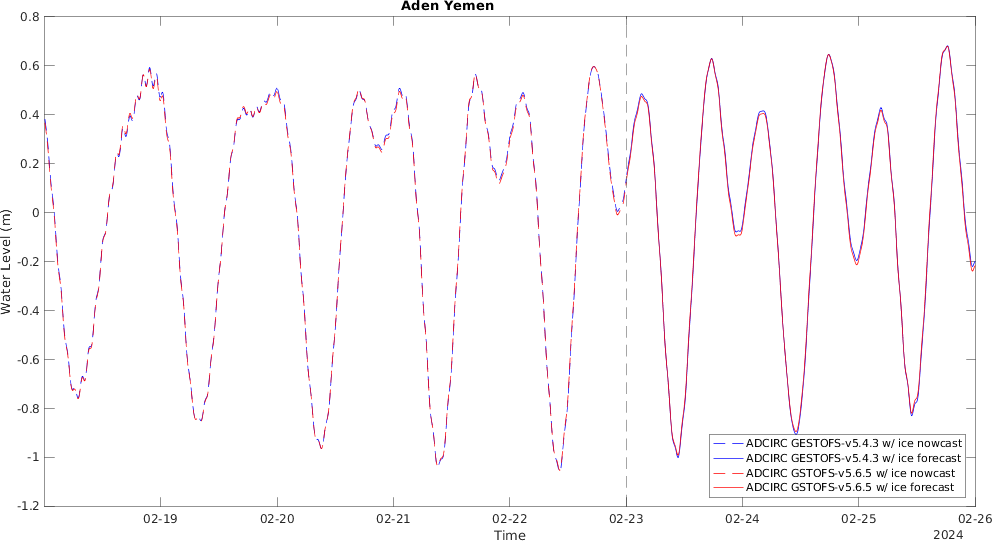 Aden Yemen
0.8
0.6
0.4
0.2
0
-0.2
-0.4
-0.6
-0.8
-1
-1.2
Water Level (m)
ADCIRC GESTOFS-v5.4.3 w/ ice nowcast
ADCIRC GESTOFS-v5.4.3 w/ ice forecast
ADCIRC GSTOFS-v5.6.5 w/ ice nowcast
ADCIRC GSTOFS-v5.6.5 w/ ice forecast
02-19 02-20 02-21 02-22 02-23 02-24 02-25 02-26
Time
2024